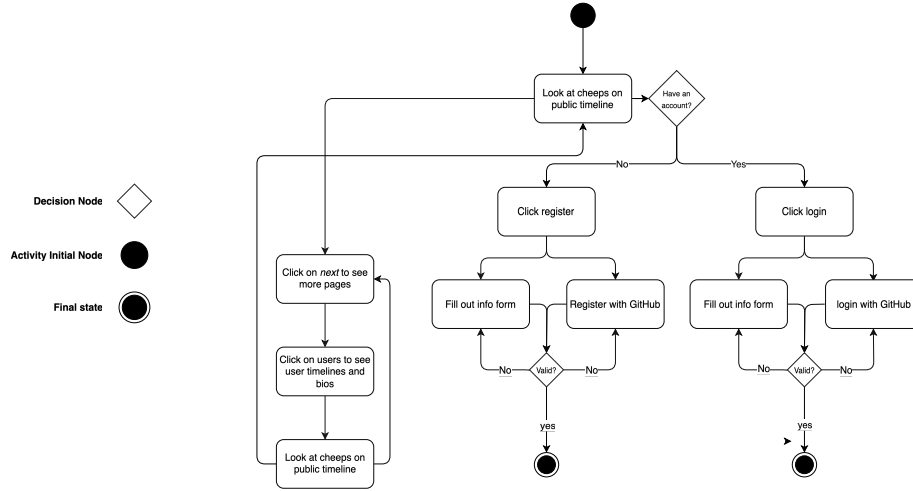 Look at cheeps on
public timeline
Have an
account?
No
Yes
Decision Node
Click register
Click login
Activity Initial Node
Click on next to see
more pages
Fill out info form
Register with GitHub
Fill out info form
login with GitHub
Final state
Click on users to see
user timelines and
bios
No
Valid?
No
No
Valid?
No
yes
yes
Look at cheeps on
public timeline